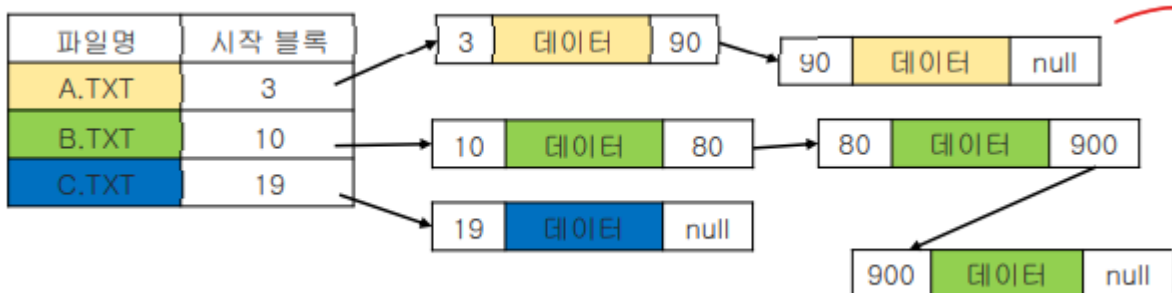 파일명 시작 블록
A.TXT 3
B.TXT 10
C.TXT 19
3 데이터 90
90 데이터 null
10 데이터 80
80 데이터 900
19 데이터 null
900 데이터 null